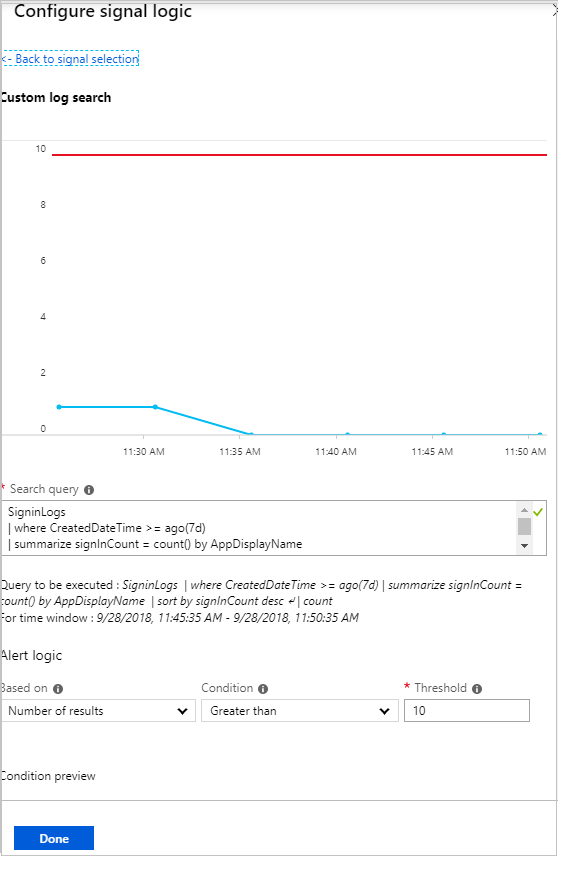 Configure signal logic
<- Back to signal selection
Custom log search
10
8
6
4
2
0
11:30 AM 11:35 AM 11:40 AM 11:45 AM 11:50 AM
* Search query
SigninLogs
| where CreatedDateTime >= ago(7d)
| summarize signInCount = count() by AppDisplayName
Query to be executed : SigninLogs | where CreatedDateTime >= ago(7d) | summarize signInCount =
count() by AppDisplayName | sort by signInCount desc ↵ | count
For time window : 9/28/2018, 11:45:35 AM - 9/28/2018, 11:50:35 AM
Alert logic
Based on Condition * Threshold
Number of results Greater than 10
Condition preview
Done